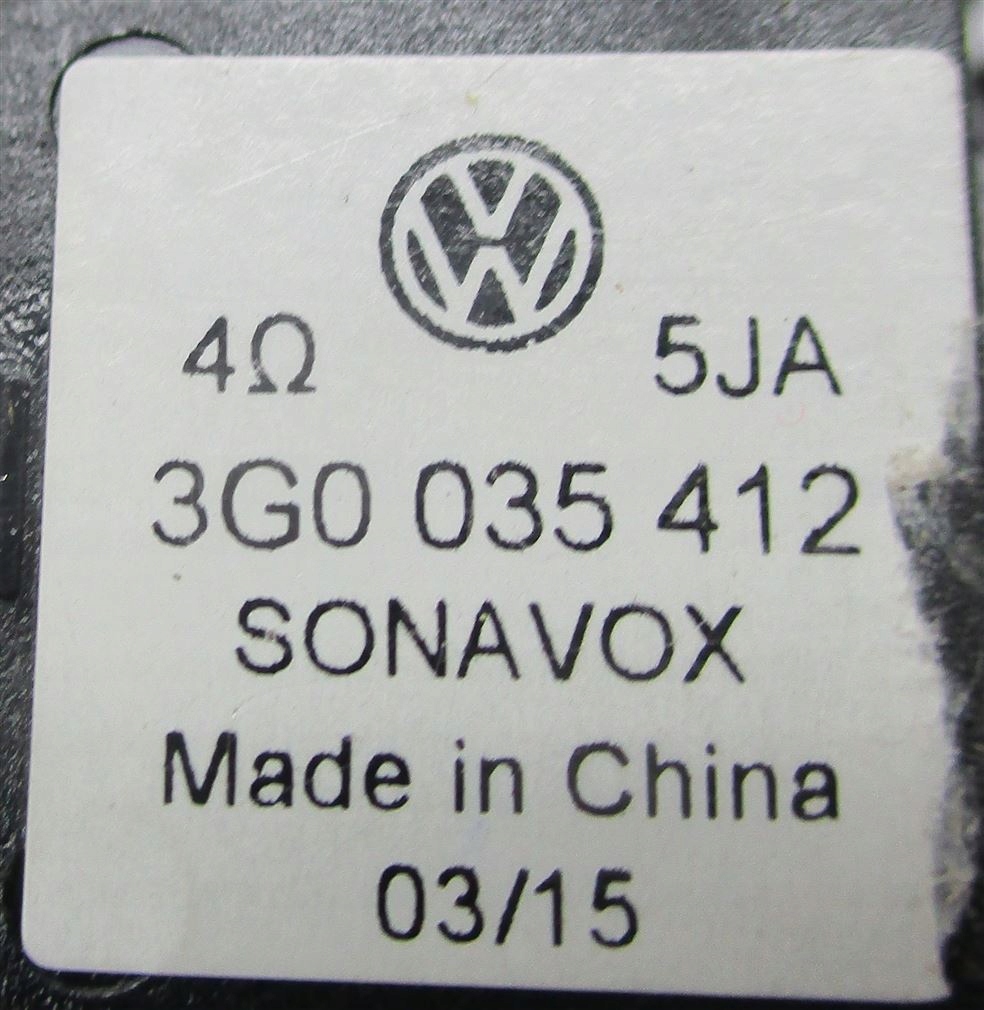 4Ω 5JA
3G0 035 412
SONAVOX
Made in China
03/15